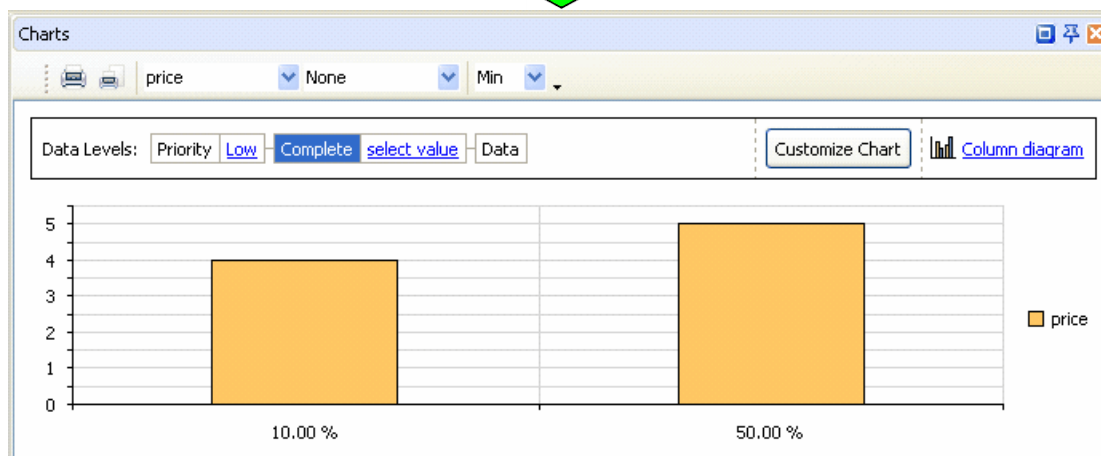 Charts
price None Min
Data Levels: Priority Low Complete select value Data Customize Chart Column diagram
5
4
3
2
1
0
price
10.00 % 50.00 %